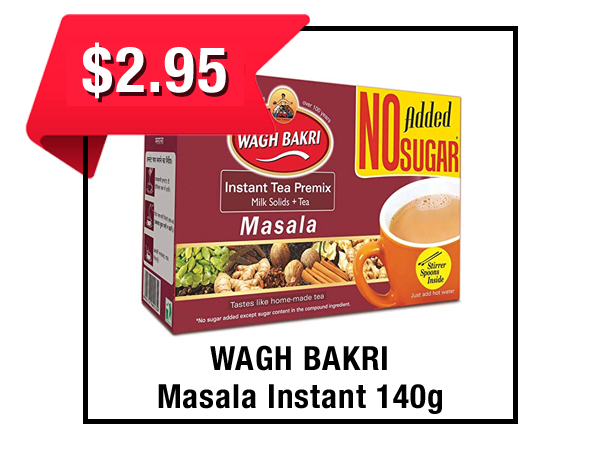 $2.95
over 100 years
WAGH BAKRI
NO Added
SUGAR*
Instant Tea Premix
Milk Solids + Tea
Masala
Stirrer
Spoons
Inside
Tastes like home-made tea
Just add hot water
*No sugar added except sugar content in the compound ingredient.
WAGH BAKRI
Masala Instant 140g